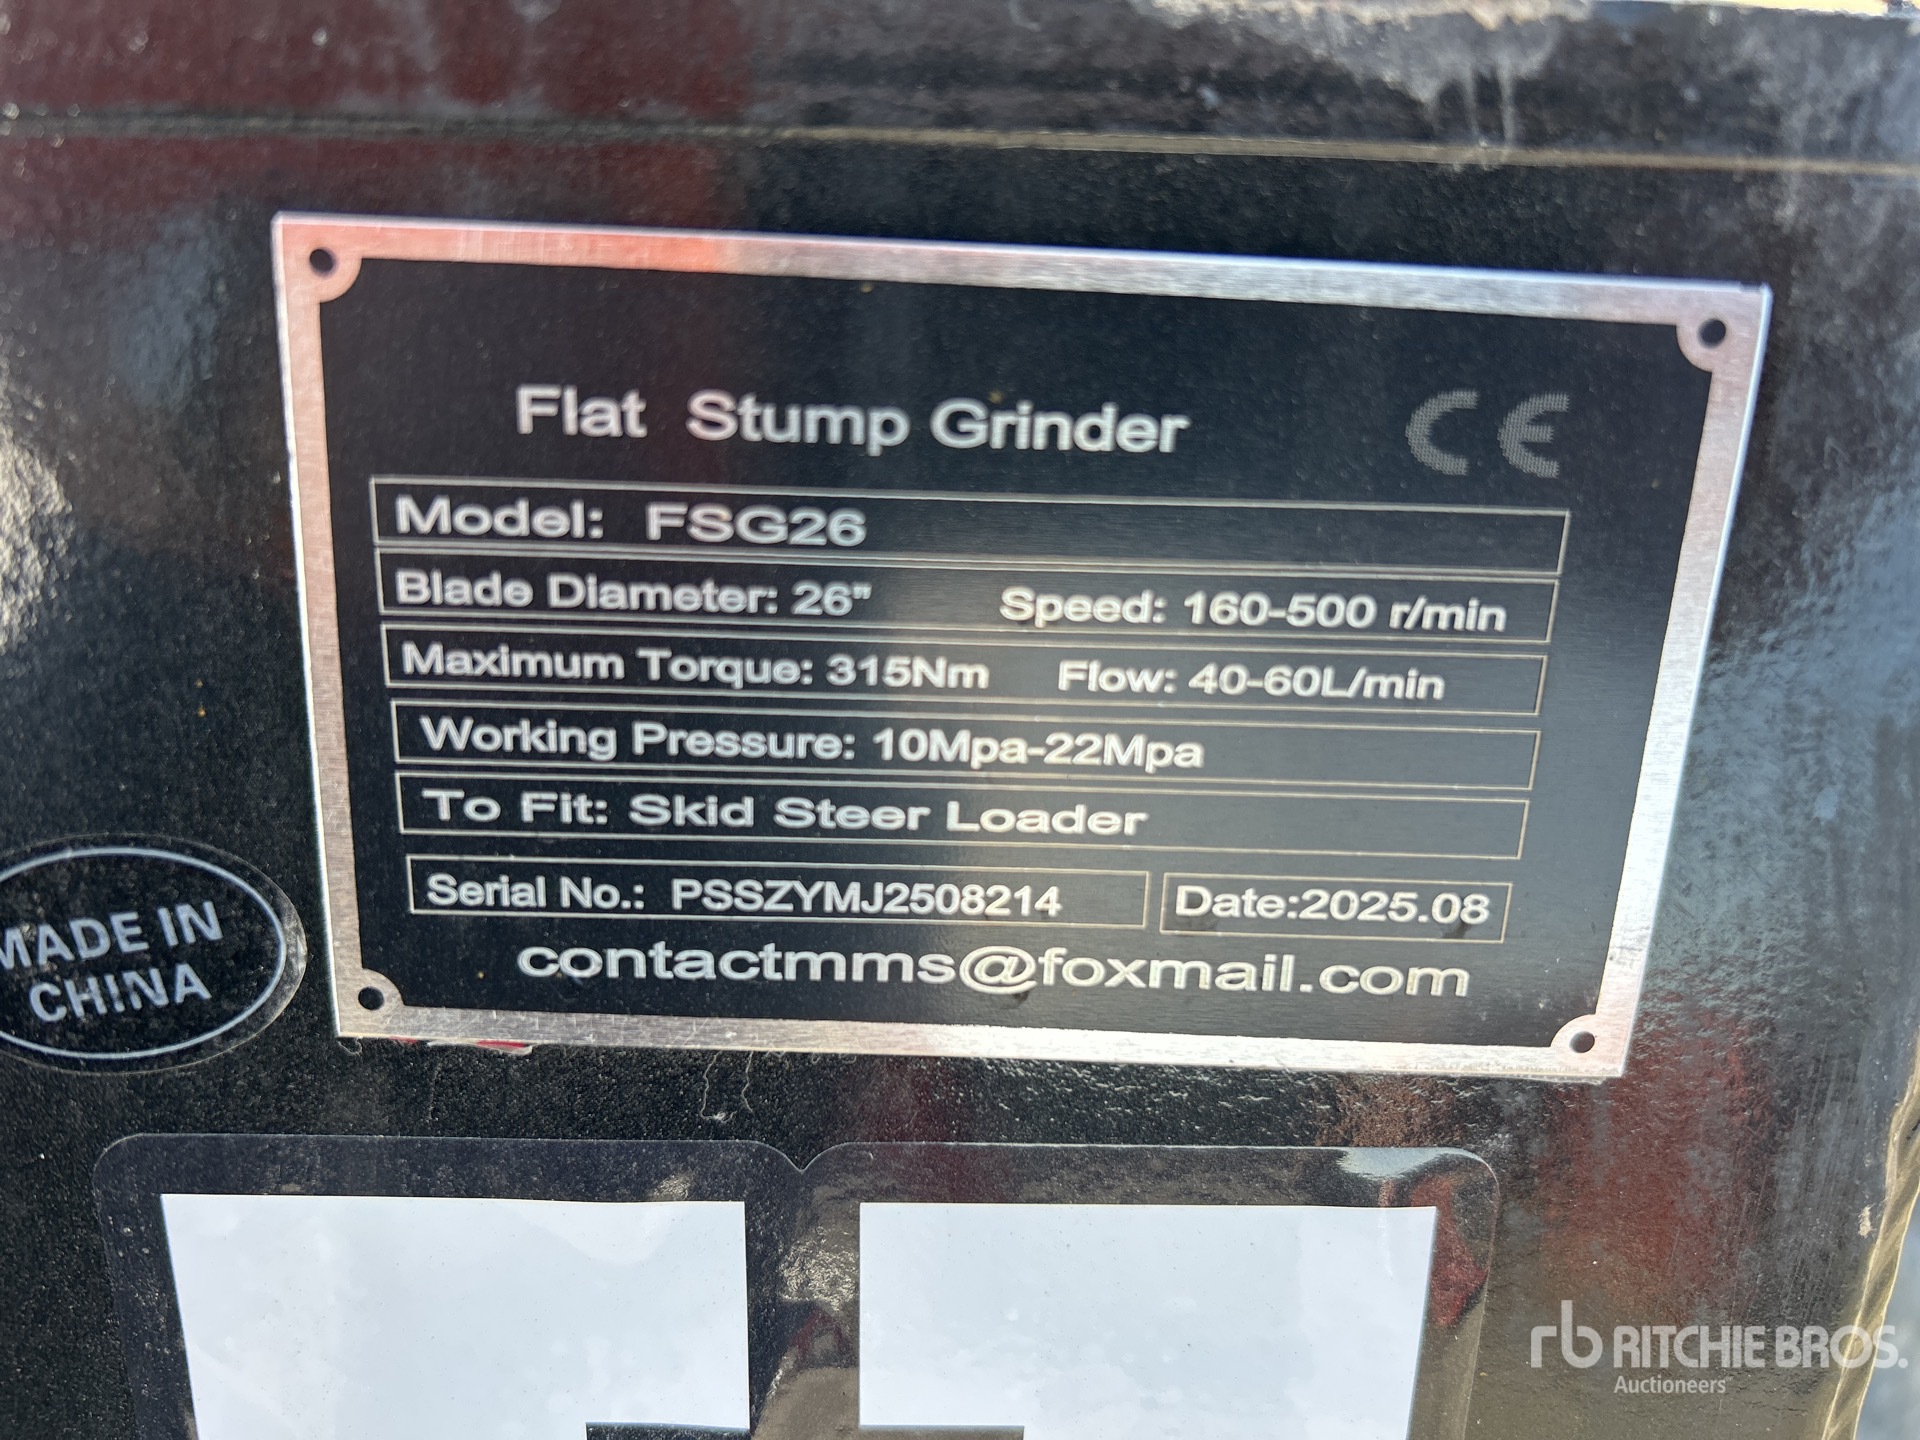 Flat Stump Grinder CE
Model: FSG26
Blade Diameter: 26" Speed: 160-500 r/min
Maximum Torque: 315Nm Flow: 40-60L/min
Working Pressure: 10Mpa-22Mpa
To Fit: Skid Steer Loader
Serial No.: PSSZYMJ2508214 Date:2025.08
contactmms@foxmail.com
MADE IN
CHINA
rb RITCHIE BROS.
Auctioneers